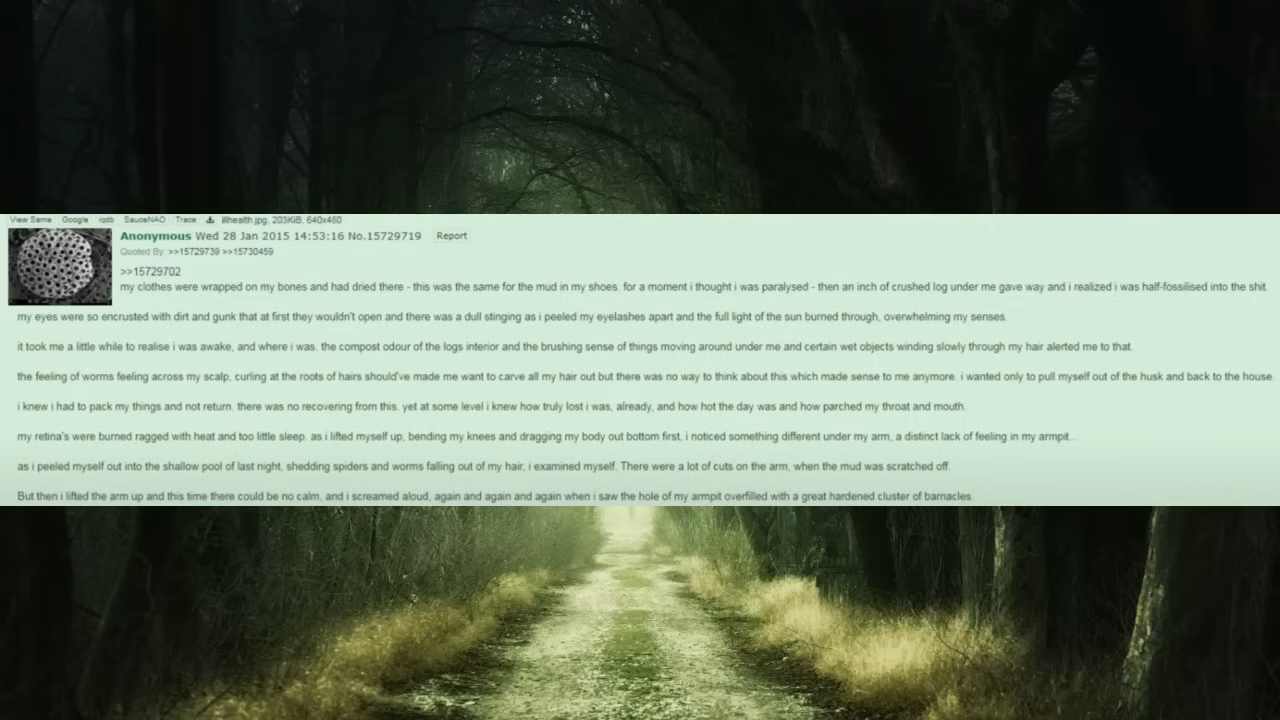 View Same Google iqdb SauceNAO Trace illhealth.jpg, 203KiB, 640x480
Anonymous Wed 28 Jan 2015 14:53:16 No.15729719 Report
Quoted By: >>15729739 >>15730459
>>15729702
my clothes were wrapped on my bones and had dried there - this was the same for the mud in my shoes. for a moment i thought i was paralysed - then an inch of crushed log under me gave way and i realized i was half-fossilised into the shit.
my eyes were so encrusted with dirt and gunk that at first they wouldn't open and there was a dull stinging as i peeled my eyelashes apart and the full light of the sun burned through, overwhelming my senses.
it took me a little while to realise i was awake, and where i was. the compost odour of the logs interior and the brushing sense of things moving around under me and certain wet objects winding slowly through my hair alerted me to that.
the feeling of worms feeling across my scalp, curling at the roots of hairs should've made me want to carve all my hair out but there was no way to think about this which made sense to me anymore. i wanted only to pull myself out of the husk and back to the house.
i knew i had to pack my things and not return. there was no recovering from this. yet at some level i knew how truly lost i was, already, and how hot the day was and how parched my throat and mouth.
my retina's were burned ragged with heat and too little sleep. as i lifted myself up, bending my knees and dragging my body out bottom first, i noticed something different under my arm, a distinct lack of feeling in my armpit...
as i peeled myself out into the shallow pool of last night, shedding spiders and worms falling out of my hair, i examined myself. There were a lot of cuts on the arm, when the mud was scratched off.
But then i lifted the arm up and this time there could be no calm, and i screamed aloud, again and again and again when i saw the hole of my armpit overfilled with a great hardened cluster of barnacles.